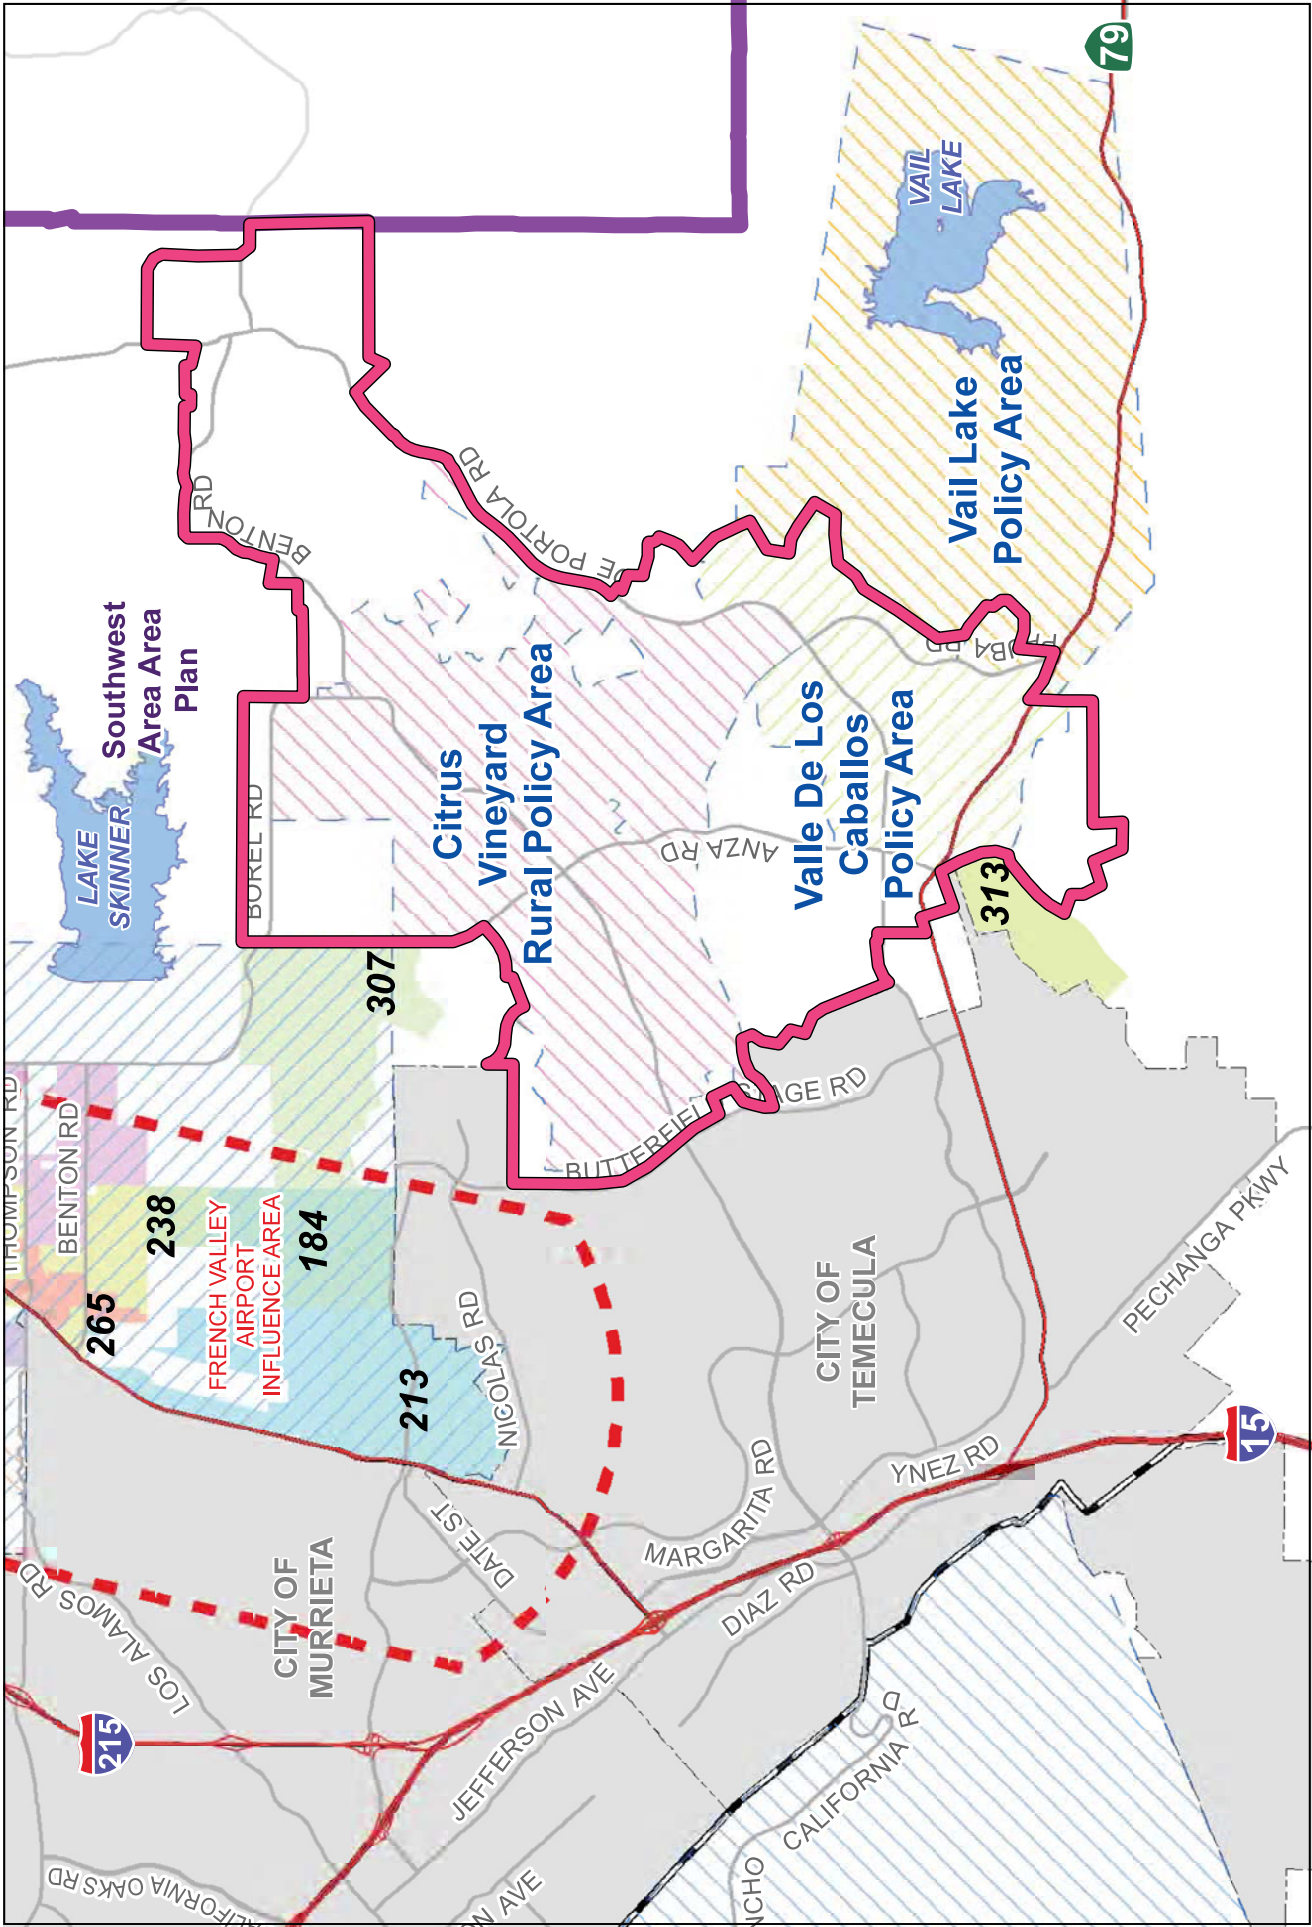 215
LOS ALAMOS RD
CALIFORNIA OAKS RD
CITY OF
MURRIETA
JEFFERSON AVE
DATE ST
NICOLAS RD
265
BENTON RD
THOMPSON RD
238
FRENCH VALLEY
AIRPORT
INFLUENCE AREA
184
213
307
LAKE
SKINNER
Southwest
Area Area
Plan
BOREL RD
BENTON RD
Citrus
Vineyard
Rural Policy Area
DE PORTOLA RD
ANZA RD
Valle De Los
Caballos
Policy Area
VAIL
LAKE
Vail Lake
Policy Area
79
313
CITY OF
TEMECULA
MARGARITA RD
YNEZ RD
DIAZ RD
PECHANGA PKWY
15
CALIFORNIA RD